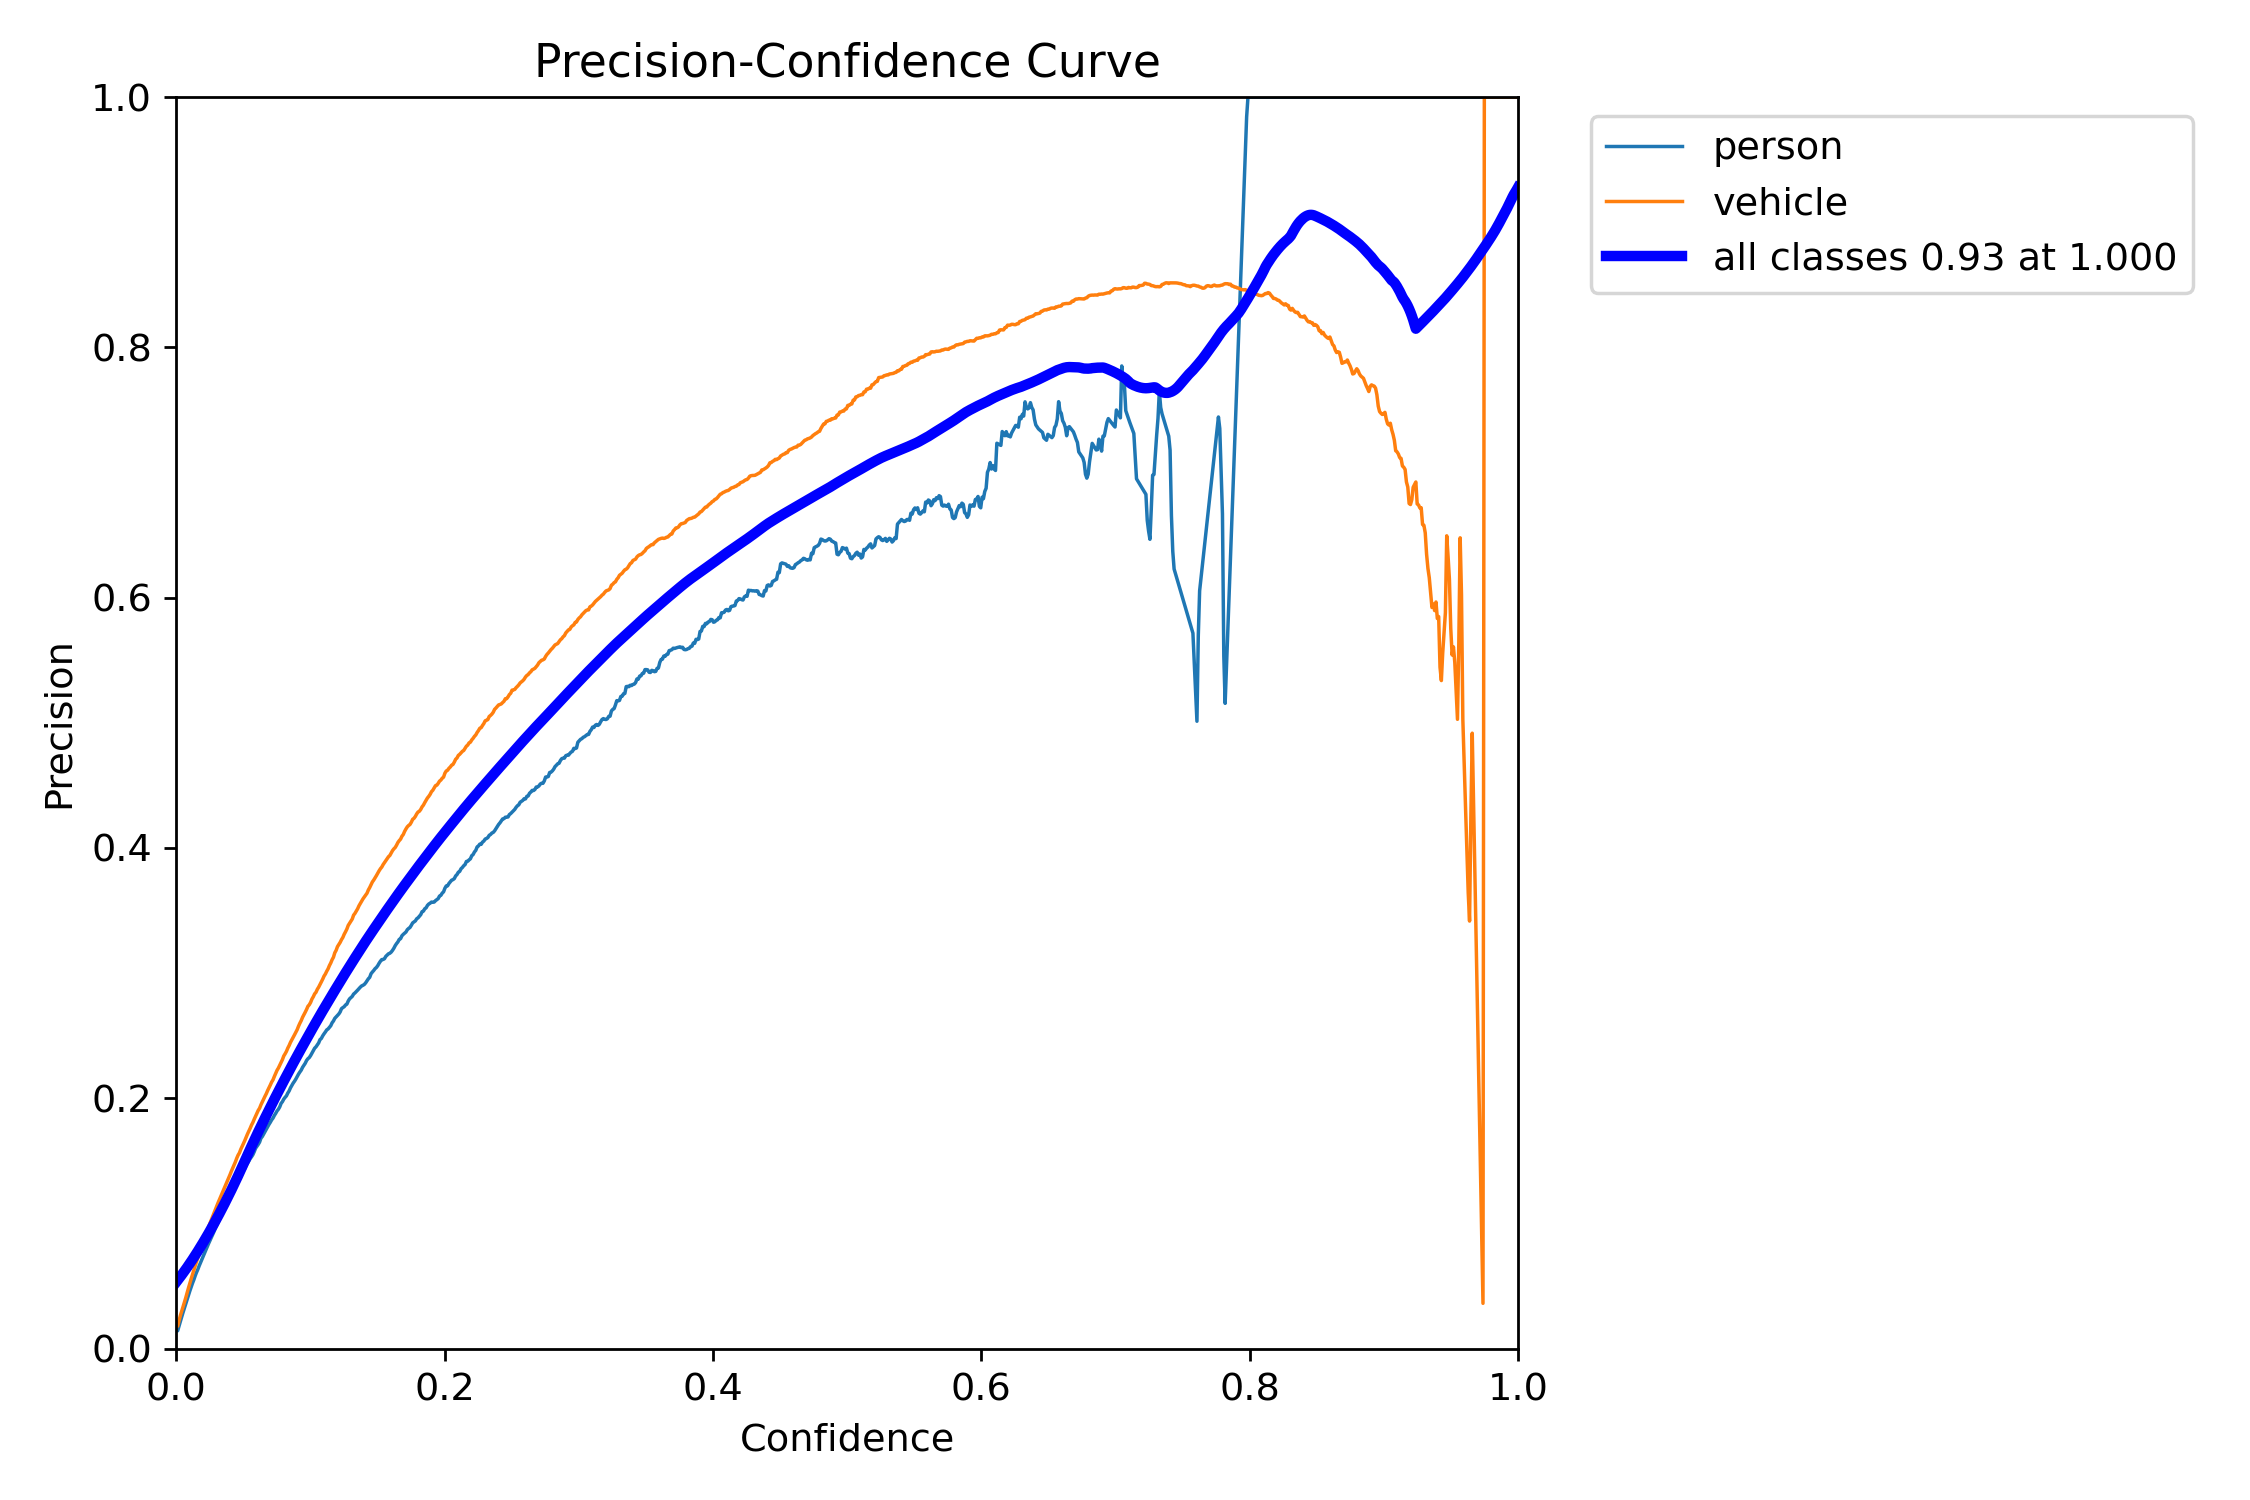 Precision-Confidence Curve
1.0
0.8
0.6
0.4
0.2
0.0
Precision
0.0 0.2 0.4 0.6 0.8 1.0
Confidence
person
vehicle
all classes 0.93 at 1.000